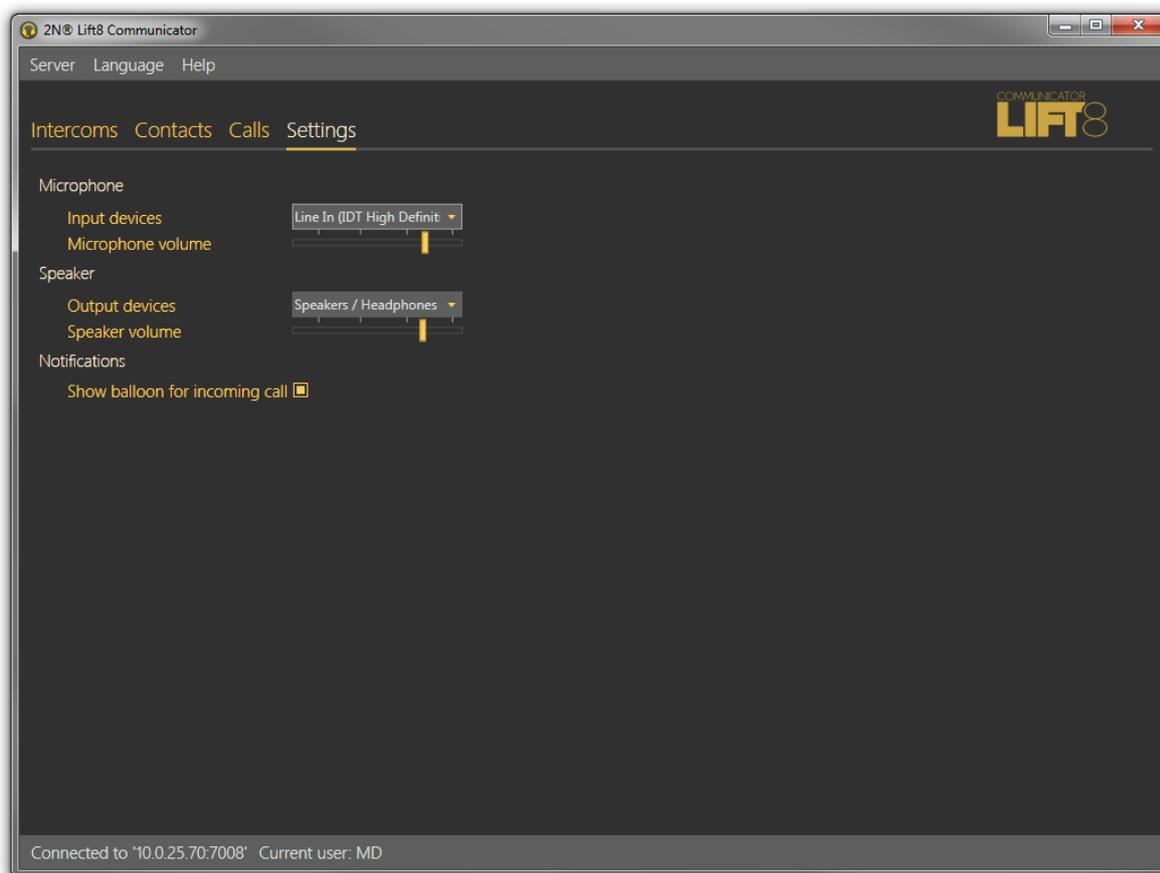 2N® Lift8 Communicator
Server Language Help
COMMUNICATOR
LIFT8
Intercoms Contacts Calls Settings
Microphone
Input devices Line In (IDT High Definiti
Microphone volume
Speaker
Output devices Speakers / Headphones
Speaker volume
Notifications
Show balloon for incoming call
Connected to '10.0.25.70:7008' Current user: MD